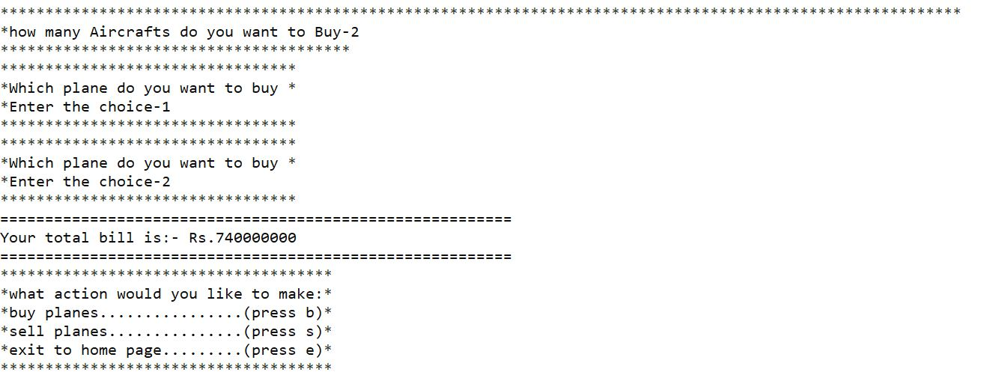 ***********************************************************************************************************
*how many Aircrafts do you want to Buy-2
***************************************
*********************************
*Which plane do you want to buy *
*Enter the choice-1
*********************************
*********************************
*Which plane do you want to buy *
*Enter the choice-2
*********************************
=========================================================
Your total bill is:- Rs.740000000
=========================================================
*************************************
*what action would you like to make:*
*buy planes................(press b)*
*sell planes...............(press s)*
*exit to home page.........(press e)*
*************************************